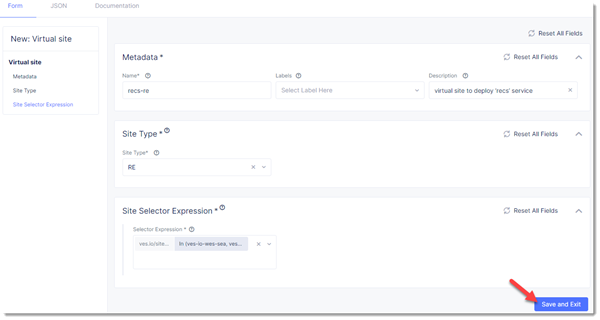 Form JSON Documentation
New: Virtual site
Virtual site
Metadata
Site Type
Site Selector Expression
Reset All Fields
Metadata * Reset All Fields
Name* Labels Description
recs-re Select Label Here virtual site to deploy 'recs' service
Site Type * Reset All Fields
Site Type*
RE
Site Selector Expression * Reset All Fields
Selector Expression *
ves.io/site... In (ves-io-wes-sea, ves...
Save and Exit